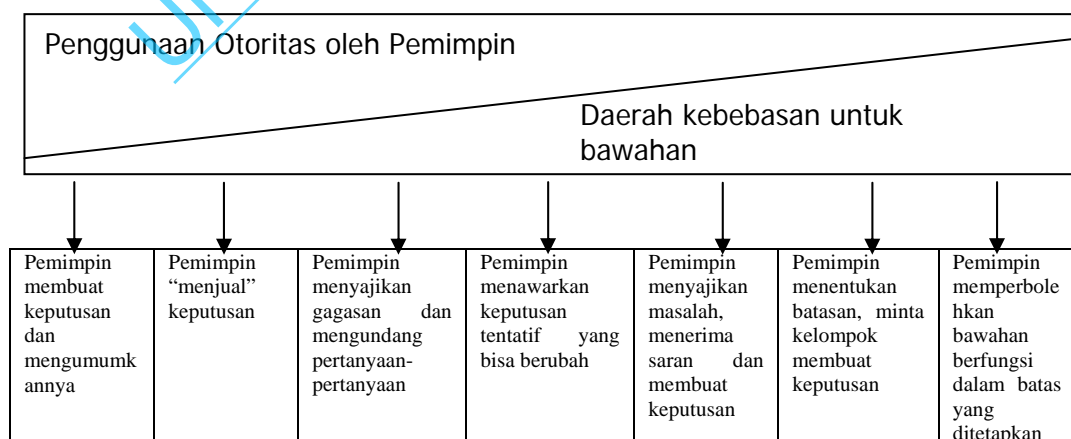 Penggunaan Otoritas oleh Pemimpin
Daerah kebebasan untuk
bawahan
Pemimpin
membuat
keputusan
dan
mengumumk
annya
Pemimpin
“menjual”
keputusan
Pemimpin
menyajikan
gagasan dan
mengundang
pertanyaan-
pertanyaan
Pemimpin
menawarkan
keputusan
tentatif yang
bisa berubah
Pemimpin
menyajikan
masalah,
menerima
saran dan
membuat
keputusan
Pemimpin
menentukan
batasan, minta
kelompok
membuat
keputusan
Pemimpin
memperbole
hkan
bawahan
berfungsi
dalam batas
yang
ditetapkan